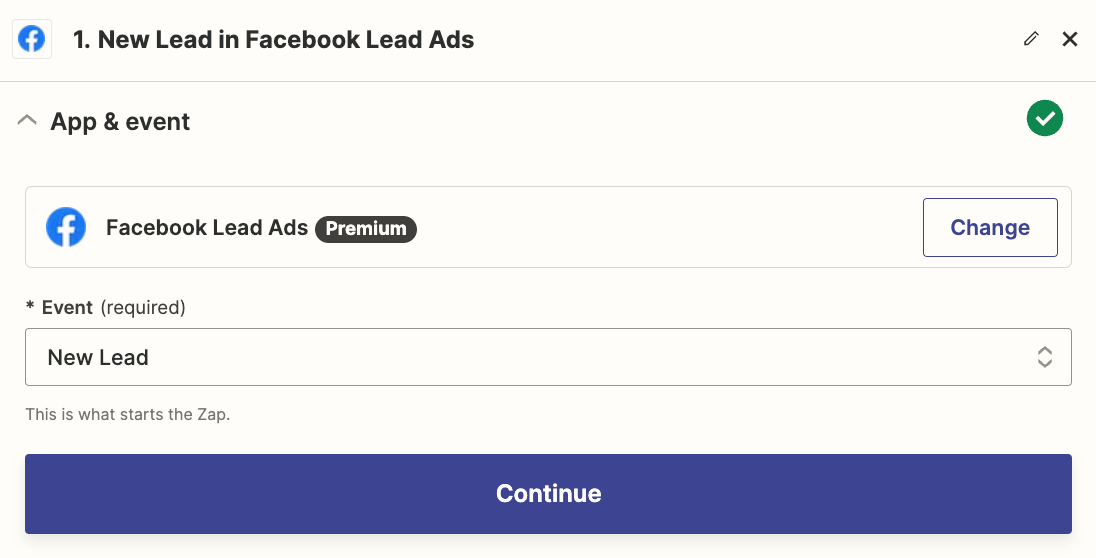 1. New Lead in Facebook Lead Ads
App & event
Facebook Lead Ads Premium
Change
* Event (required)
New Lead
This is what starts the Zap.
Continue